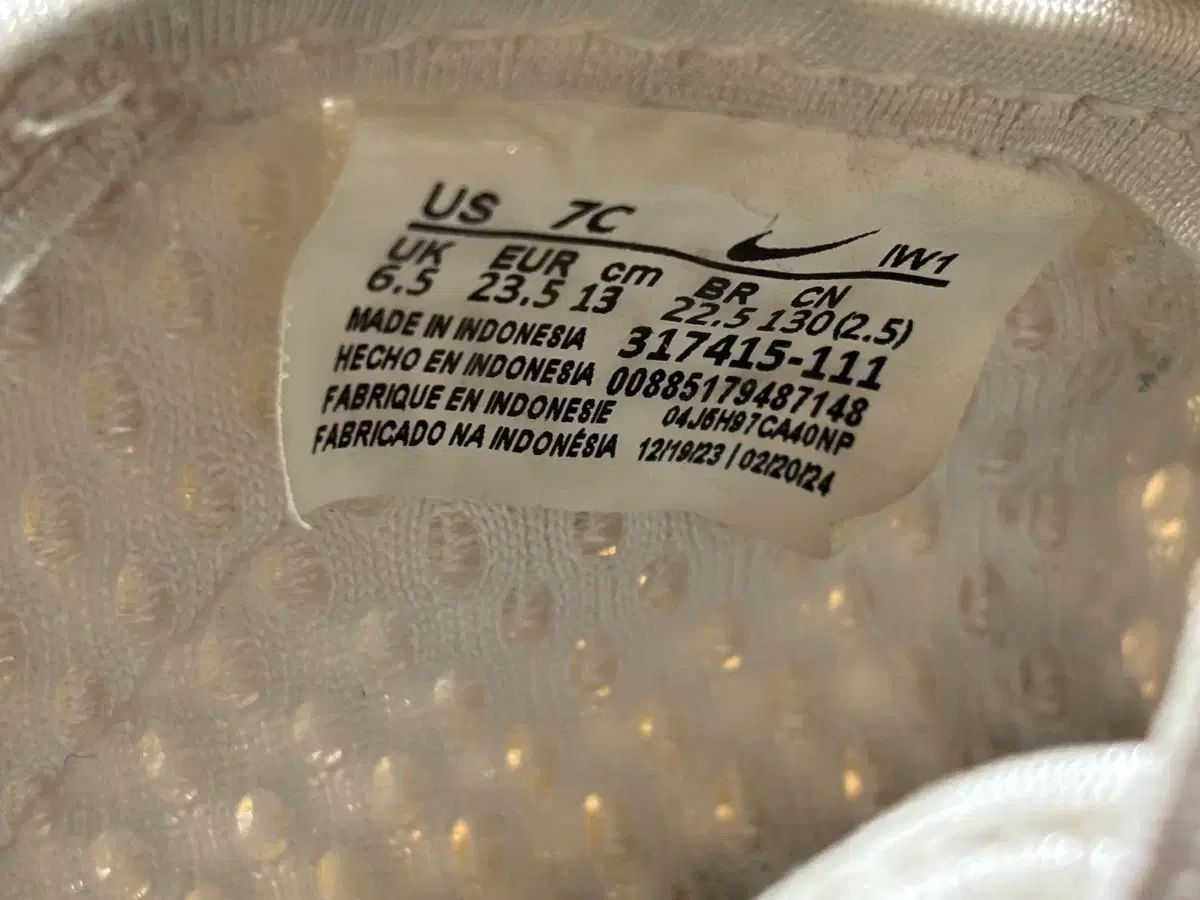 US 7C IW1
UK EUR cm BR CN
6.5 23.5 13 22.5 130(2.5)
MADE IN INDONESIA 317415-111
HECHO EN INDONESIA 00885179487148
FABRIQUE EN INDONESIE 04J5H97CA40NP
FABRICADO NA INDONÉSIA 12/19/23 | 02/20/24